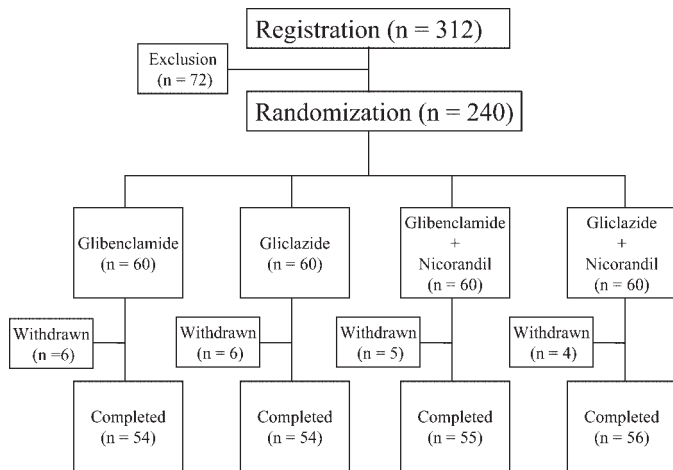 Registration (n = 312)
Exclusion
(n = 72)
Randomization (n = 240)
Glibenclamide
(n = 60)
Gliclazide
(n = 60)
Glibenclamide
+
Nicorandil
(n = 60)
Gliclazide
+
Nicorandil
(n = 60)
Withdrawn
(n =6)
Withdrawn
(n = 6)
Withdrawn
(n = 5)
Withdrawn
(n = 4)
Completed
(n = 54)
Completed
(n = 54)
Completed
(n = 55)
Completed
(n = 56)